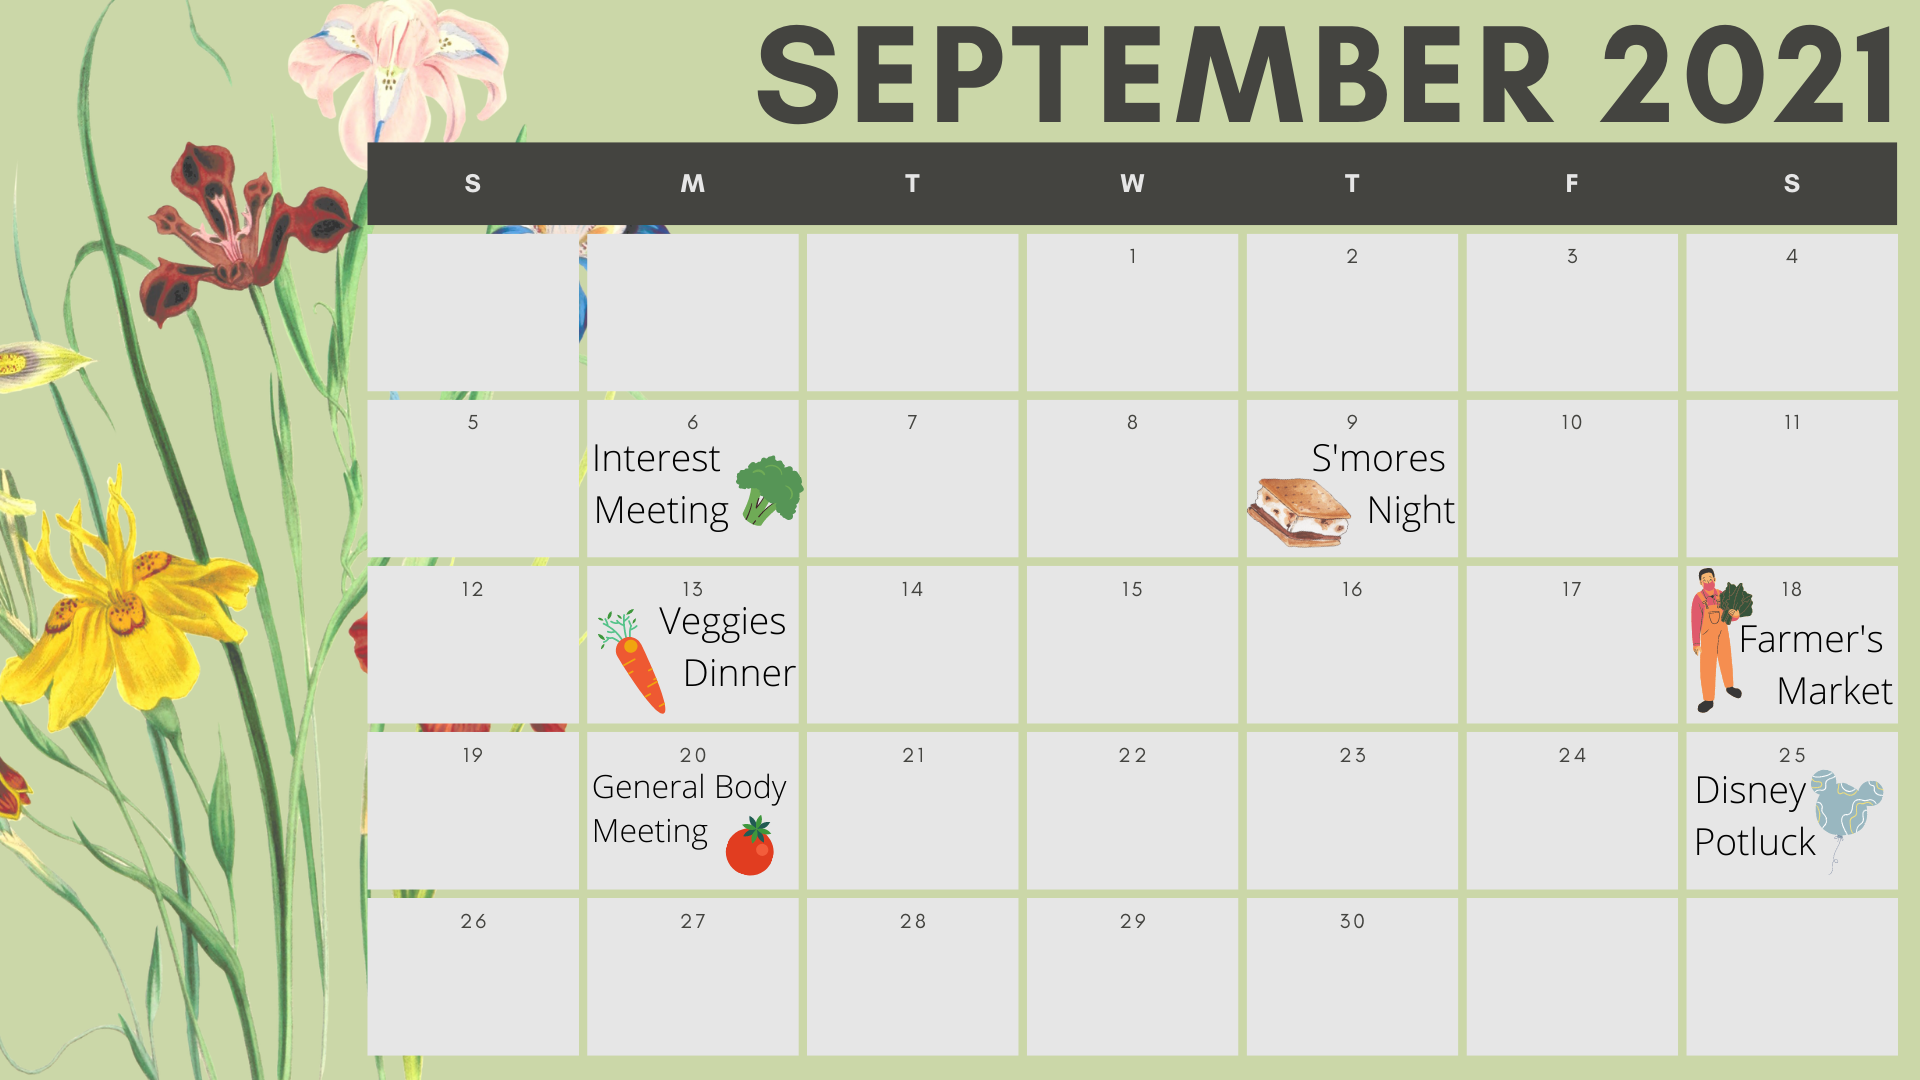 SEPTEMBER 2021
S M T W T F S
1 2 3 4
5 6 7 8 9 10 11
Interest
Meeting
S'mores
Night
12 13 14 15 16 17 18
Veggies
Dinner
Farmer's
Market
19 20 21 22 23 24 25
General Body
Meeting
Disney
Potluck
26 27 28 29 30